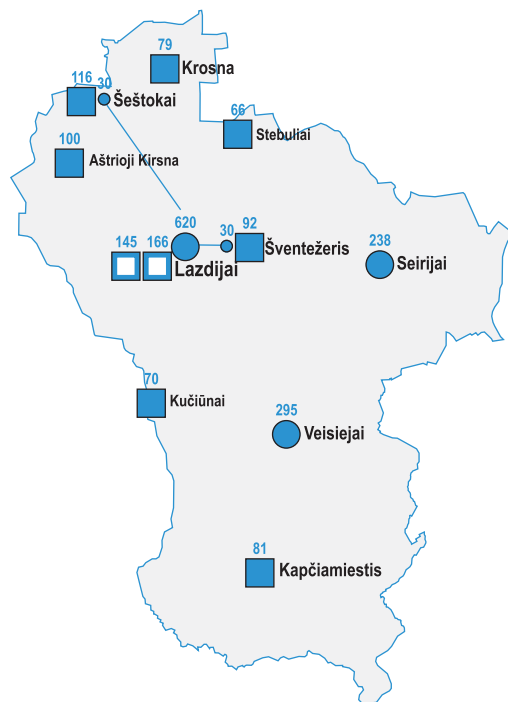 79
Krosna
116
30
Šeštokai
66
Stebuliai
100
Aštrioji Kirsna
620
30
92
Šventežeris
238
Seirijai
145
166
Lazdijai
70
Kučiūnai
295
Veisiejai
81
Kapčiamiestis